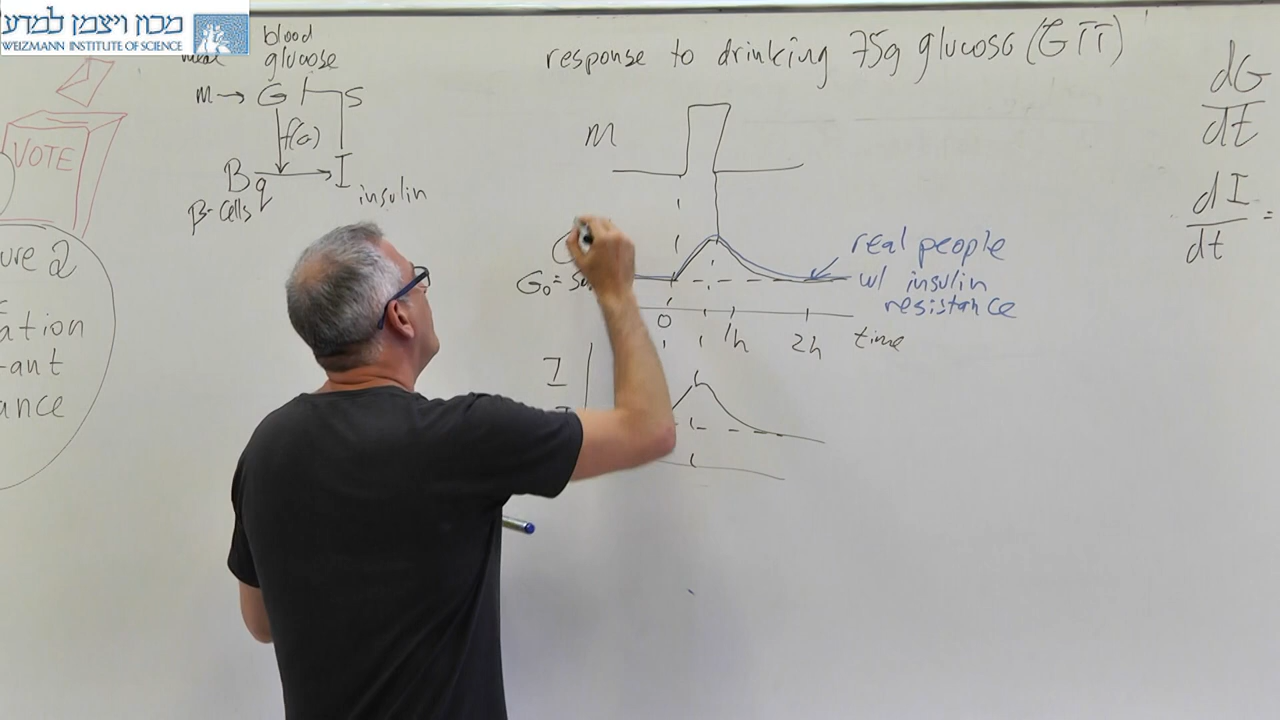 מכון ויצמן למדע
WEIZMANN INSTITUTE OF SCIENCE
VOTE
2
ation
ant
ance
blood
glucose
m → G S
f(G)
B q I
β-cells
insulin
response to drinking 75g glucose (GTT)
m
G₀ =
real people
w/ insulin
resistance
0 1h 2h time
I
dG
dt
dI
dt
=